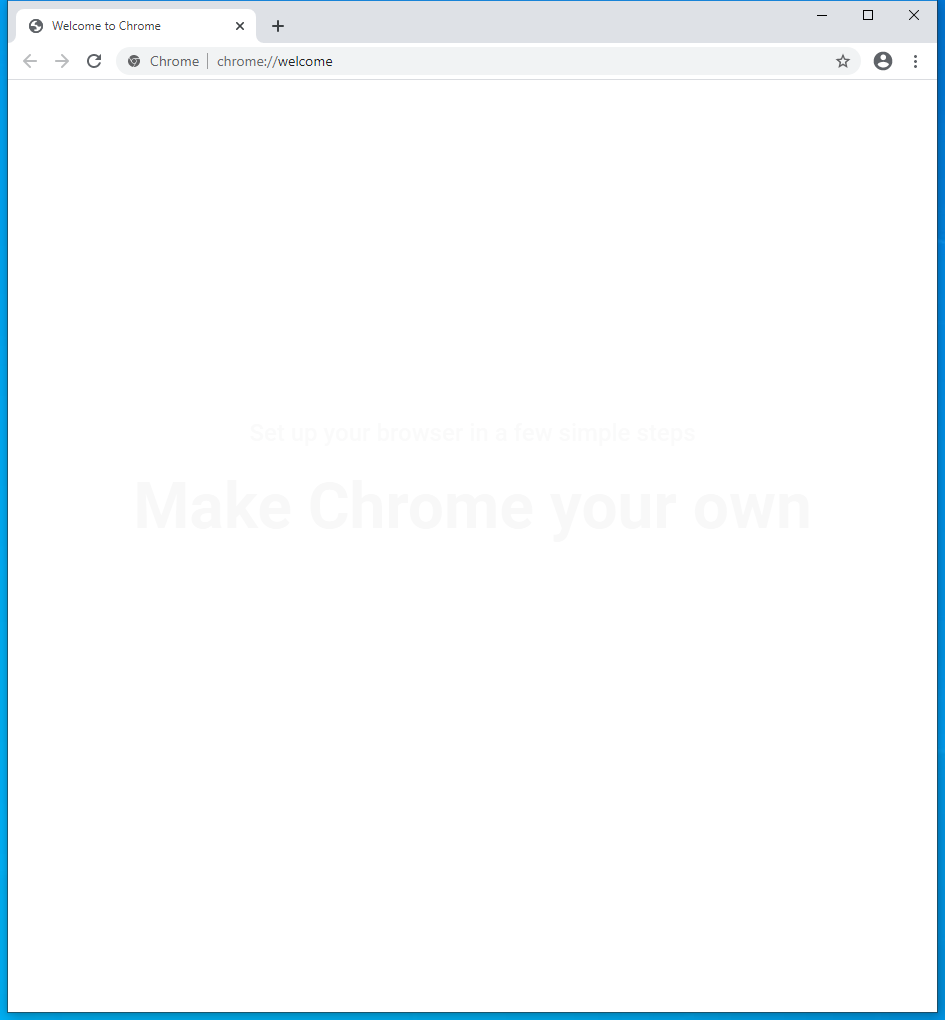 Welcome to Chrome
Chrome | chrome://welcome
Set up your browser in a few simple steps
Make Chrome your own